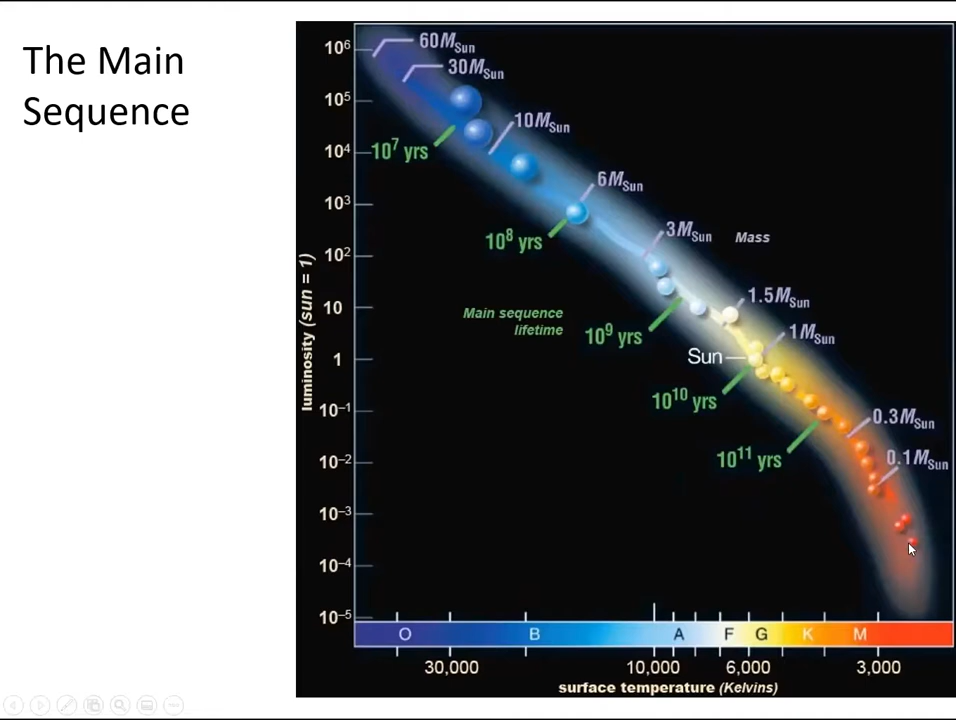 The Main
Sequence
10⁶
60M_Sun
30M_Sun
10⁵
10M_Sun
10⁴
10⁷ yrs
6M_Sun
10³
3M_Sun
Mass
10⁸ yrs
10²
1.5M_Sun
10
Main sequence
lifetime
10⁹ yrs
1M_Sun
1
Sun
10¹⁰ yrs
10⁻¹
0.3M_Sun
10¹¹ yrs
10⁻²
0.1M_Sun
10⁻³
10⁻⁴
10⁻⁵
luminosity (sun = 1)
O B A F G K M
30,000 10,000 6,000 3,000
surface temperature (Kelvins)